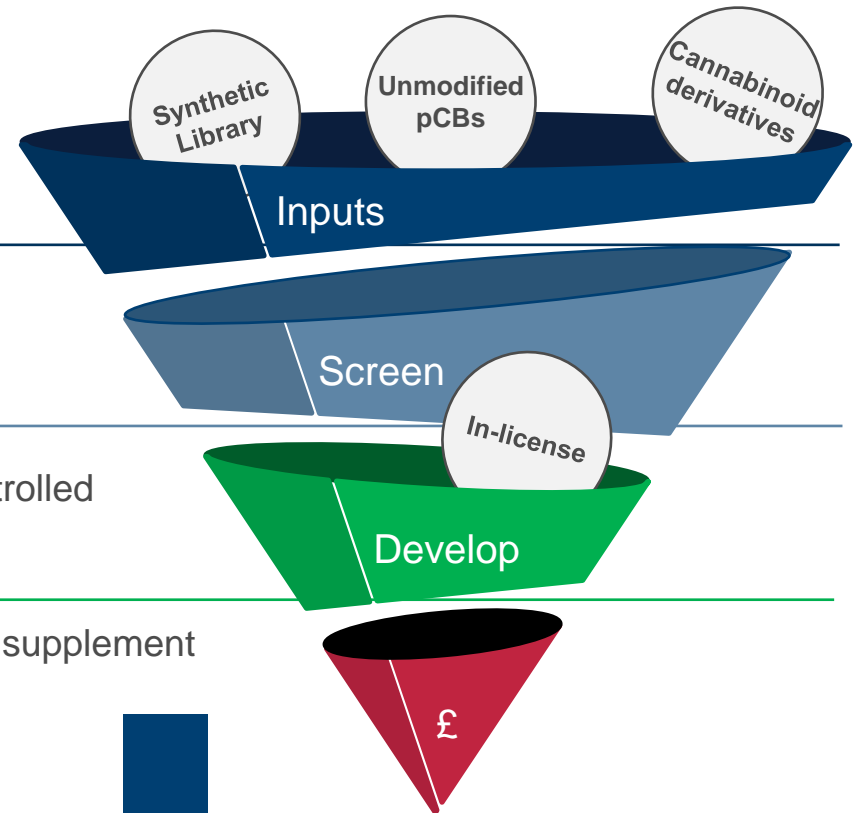 Synthetic
Library
Unmodified
pCBs
Cannabinoid
derivatives
Inputs
Screen
In-license
trolled
Develop
supplement
£